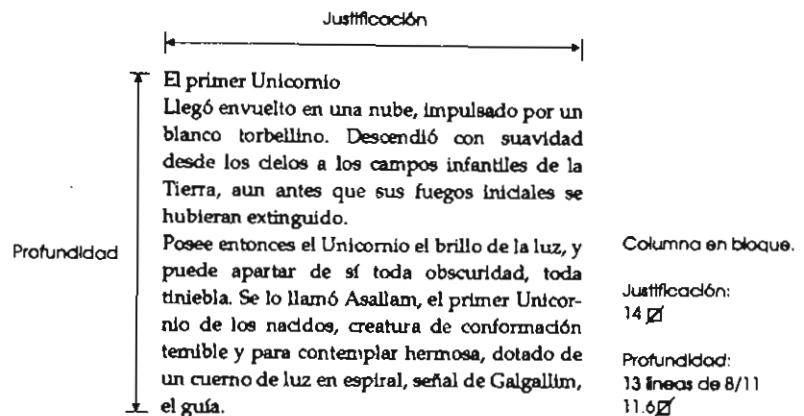 Justificación
El primer Unicornio
Llegó envuelto en una nube, impulsado por un
blanco torbellino. Descendió con suavidad
desde los cielos a los campos infantiles de la
Tierra, aun antes que sus fuegos iniciales se
hubieran extinguido.
Posee entonces el Unicornio el brillo de la luz, y
puede apartar de sí toda obscuridad, toda
tiniebla. Se lo llamó Asallam, el primer Unicor-
nio de los nacidos, creatura de conformación
temible y para contemplar hermosa, dotado de
un cuerno de luz en espiral, señal de Galgallim,
el guía.
Profundidad
Columna en bloque.
Justificación:
14
Profundidad:
13 líneas de 8/11
11.6